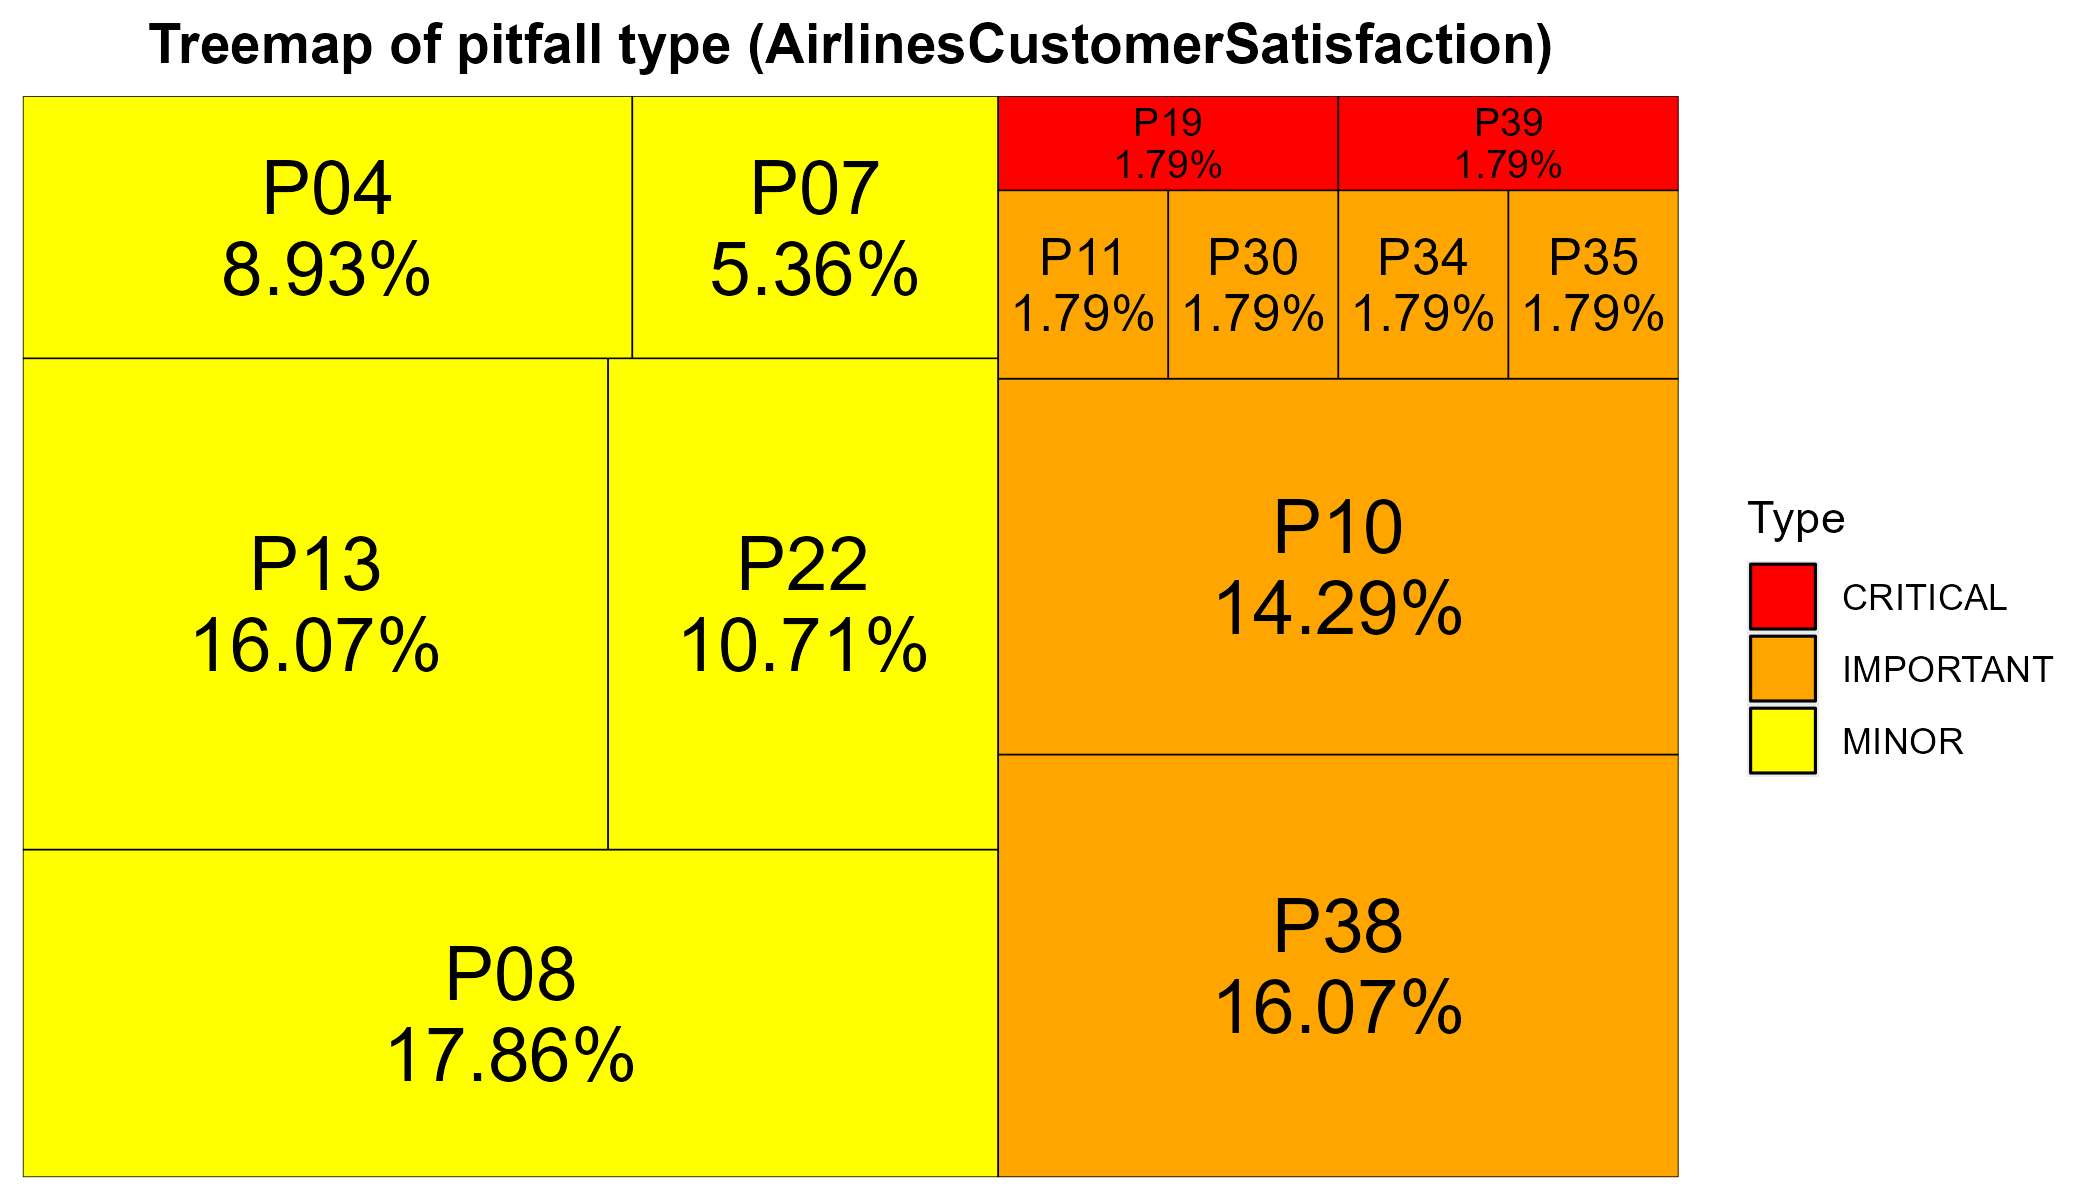 Treemap of pitfall type (AirlinesCustomerSatisfaction)
P04
8.93%
P07
5.36%
P19
1.79%
P39
1.79%
P11
1.79%
P30
1.79%
P34
1.79%
P35
1.79%
P13
16.07%
P22
10.71%
P10
14.29%
P08
17.86%
P38
16.07%
Type
CRITICAL
IMPORTANT
MINOR